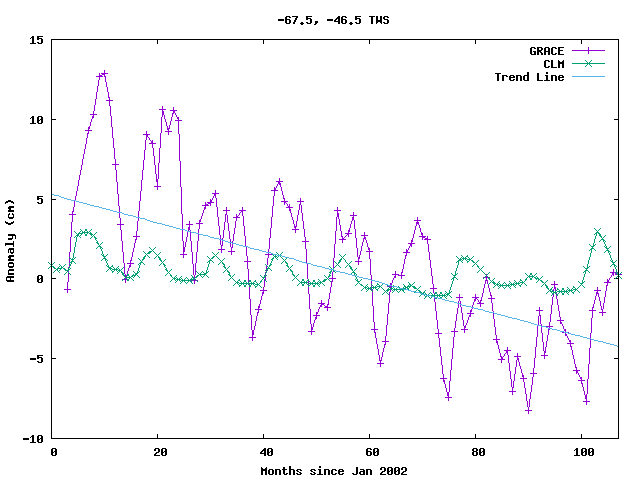 -67.5, -46.5 TWS
GRACE
CLM
Trend Line
15
10
5
0
-5
-10
Anomaly (cm)
0 20 40 60 80 100
Months since Jan 2002